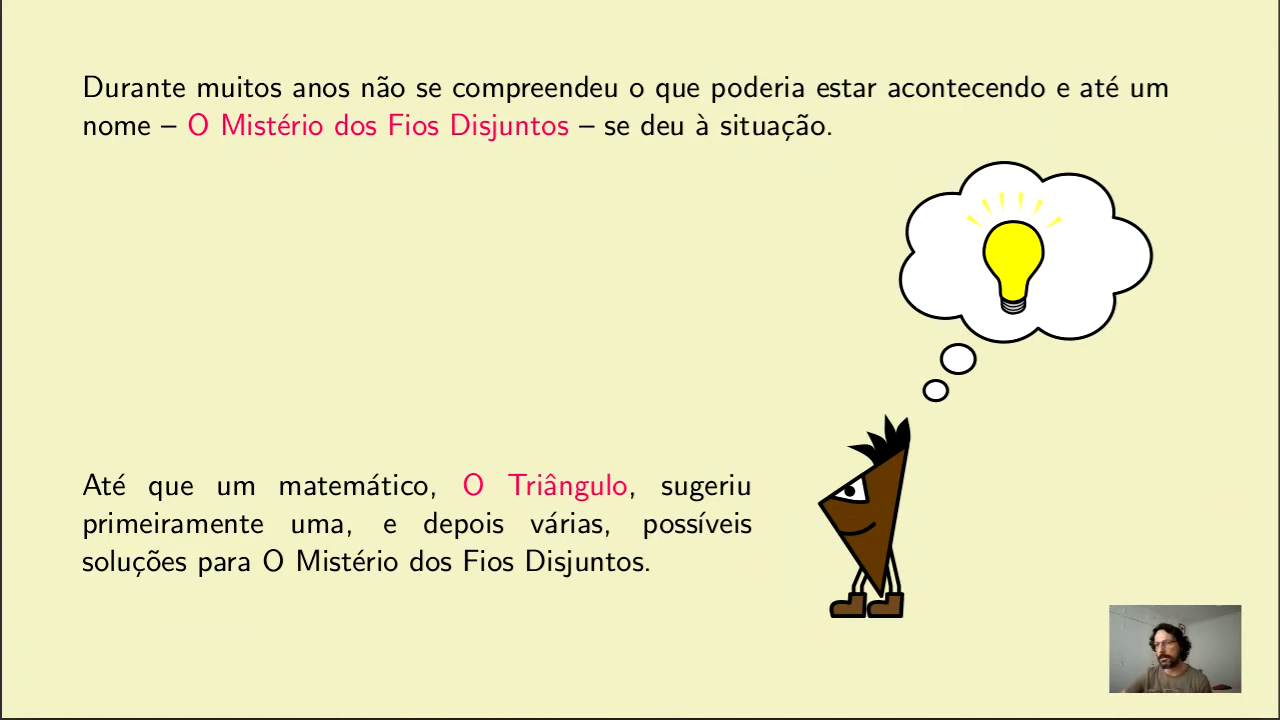 Durante muitos anos não se compreendeu o que poderia estar acontecendo e até um
nome – O Mistério dos Fios Disjuntos – se deu à situação.
Até que um matemático, O Triângulo, sugeriu
primeiramente uma, e depois várias, possíveis
soluções para O Mistério dos Fios Disjuntos.